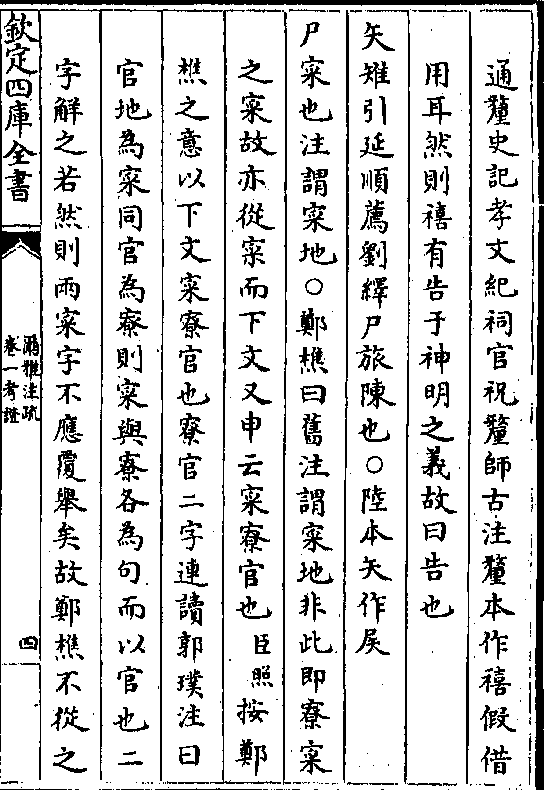 通釐史記孝文紀祠官祝釐師古注釐本作禧假借
用耳然則禧有告于神明之義故曰告也
矢雉引延順薦劉繹尸旅陳也○陸本矢作戻
尸寀也注謂寀地○鄭樵曰舊注謂寀地非此即寮寀
之寀故亦從寀而下文又申云寀寮官也臣照按鄭
樵之意以下文寀寮官也寮官二字連讀郭璞注曰
官地為寀同官為寮則寀與寮各為句而以官也二
字解之若然則兩寀字不應覆舉矣故鄭樵不從之
欽定四庫全書
爾雅注疏
卷一考證
四